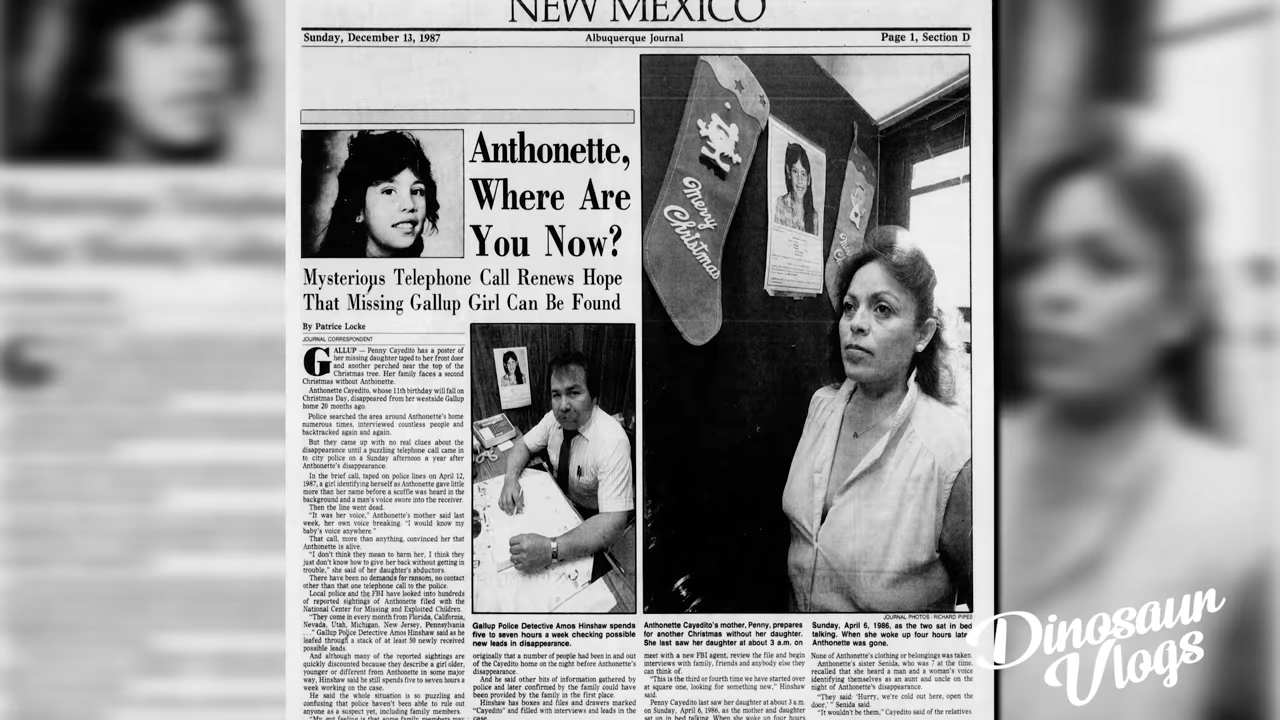 NEW MEXICO
Sunday, December 13, 1987
Albuquerque Journal
Page 1, Section D
Anthonette,
Where Are
You Now?
Mysterious Telephone Call Renews Hope
That Missing Gallup Girl Can Be Found
By Patrice Locke
JOURNAL CORRESPONDENT
GALLUP — Penny Cayedito has a poster of
her missing daughter taped to her front door
and another perched near the top of the
Christmas tree. Her family faces a second
Christmas without Anthonette.
Anthonette Cayedito, whose 11th birthday will fall on
Christmas Day, disappeared from her westside Gallup
home 20 months ago.
Police searched the area around Anthonette's home
numerous times, interviewed countless people and
backtracked again and again.
But they came up with no real clues about the
disappearance until a puzzling telephone call came in
to city police on a Sunday afternoon a year after
Anthonette's disappearance.
In the brief call, taped on police lines on April 12,
1987, a girl identifying herself as Anthonette gave little
more than her name before a scuffle was heard in the
background and a man's voice swore into the receiver.
Then the line went dead.
"It was her voice," Anthonette's mother said last
week, her own voice breaking. "I would know my
baby's voice anywhere."
That call, more than anything, convinced her that
Anthonette is alive.
"I don't think they mean to harm her, I think they
just don't know how to give her back without getting in
trouble," she said of her daughter's abductors.
There have been no demands for ransom, no contact
other than that one telephone call to the police.
Local police and the FBI have looked into hundreds
of reported sightings of Anthonette filed with the
National Center for Missing and Exploited Children.
"They come in every month from Florida, California,
Nevada, Utah, Michigan, New Jersey, Pennsylvania
. . ." Gallup Police Detective Amos Hinshaw said as he
leafed through a stack of at least 50 newly received
possible leads.
And although many of the reported sightings are
quickly discounted because they describe a girl older,
younger or different from Anthonette in some major
way, Hinshaw said he still spends five to seven hours a
week working on the case.
He said the whole situation is so puzzling and
confusing that police haven't been able to rule out
anyone as a suspect yet, including family members.
"My gut feeling is that some family members may
Merry
Christmas
Gallup Police Detective Amos Hinshaw spends
five to seven hours a week checking possible
new leads in disappearance.
originally that a number of people had been in and out
of the Cayedito home on the night before Anthonette's
disappearance.
And he said other bits of information gathered by
police and later confirmed by the family could have
been provided by the family in the first place.
Hinshaw has boxes and files and drawers marked
"Cayedito" and filled with interviews and leads in the
case.
JOURNAL PHOTOS: RICHARD PIPES
Anthonette Cayedito's mother, Penny, prepares
for another Christmas without her daughter.
She last saw her daughter at about 3 a.m. on
Sunday, April 6, 1986, as the two sat in bed
talking. When she woke up four hours late
Anthonette was gone.
meet with a new FBI agent, review the file and begin
interviews with family, friends and anybody else they
can think of.
"This is the third or fourth time we have started over
at square one, looking for something new," Hinshaw
said.
Penny Cayedito last saw her daughter at about 3 a.m.
on Sunday, April 6, 1986, as the mother and daughter
sat up in bed talking. When she woke up four hours
None of Anthonette's clothing or belongings was taken.
Anthonette's sister Senida, who was 7 at the time,
recalled that she heard a man and a woman's voice
identifying themselves as an aunt and uncle on the
night of Anthonette's disappearance.
"They said: 'Hurry, we're cold out here, open the
door,' " Senida said.
"It wouldn't be them," Cayedito said of the relatives
Dinosaur
Vlogs